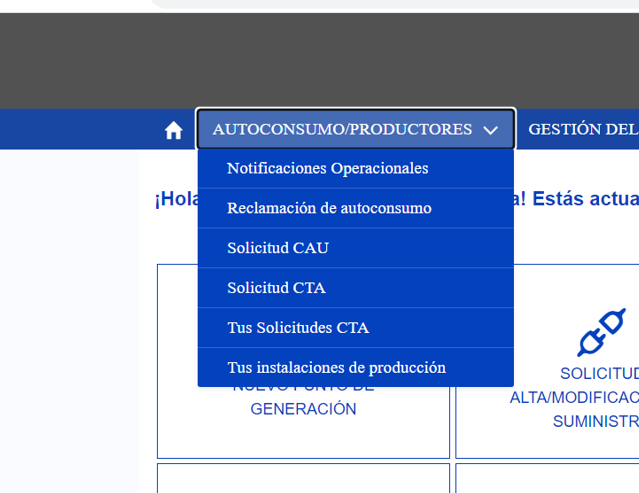 AUTOCONSUMO/PRODUCTORES
GESTIÓN DEL
Notificaciones Operacionales
¡Hola
a! Estás actua
Reclamación de autoconsumo
Solicitud CAU
Solicitud CTA
Tus Solicitudes CTA
Tus instalaciones de producción
NUEVO PUNTO DE
GENERACIÓN
SOLICITUD
ALTA/MODIFICAC
SUMINISTR